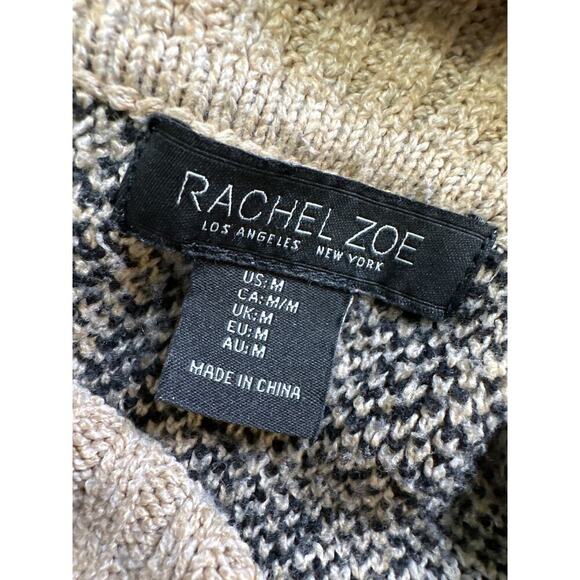 RACHEL ZOE
LOS ANGELES NEW YORK
US: M
CA: M/M
UK: M
EU: M
AU: M
MADE IN CHINA